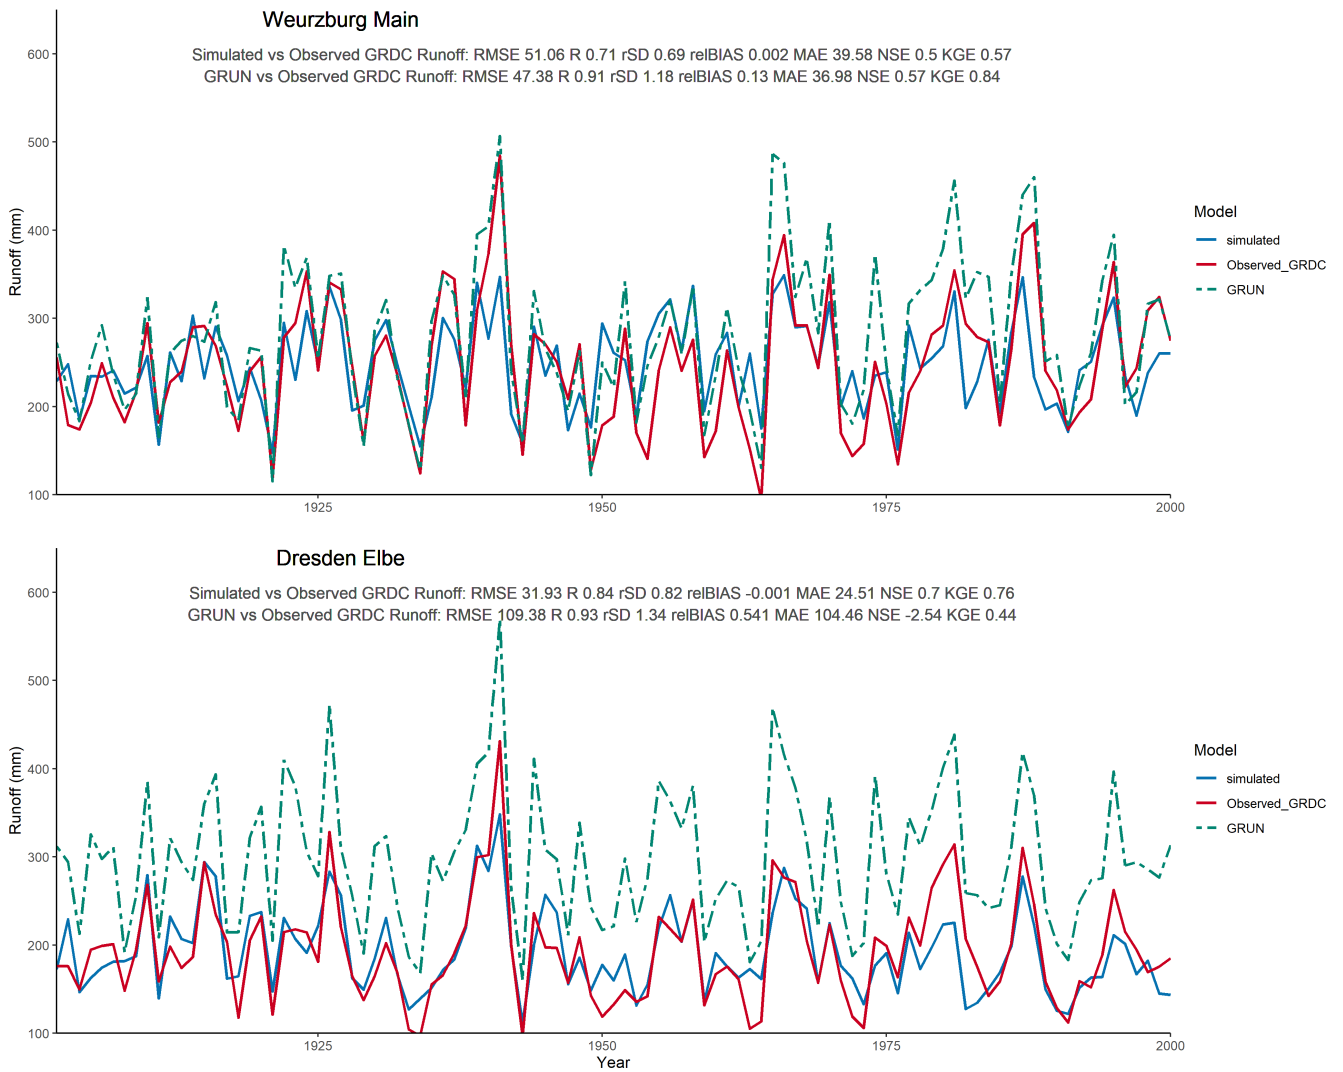 Weurzburg Main
Simulated vs Observed GRDC Runoff: RMSE 51.06 R 0.71 rSD 0.69 relBIAS 0.002 MAE 39.58 NSE 0.5 KGE 0.57
GRUN vs Observed GRDC Runoff: RMSE 47.38 R 0.91 rSD 1.18 relBIAS 0.13 MAE 36.98 NSE 0.57 KGE 0.84
600
500
400
300
200
100
Runoff (mm)
1925
1950
1975
2000
Model
simulated
Observed_GRDC
GRUN
Dresden Elbe
Simulated vs Observed GRDC Runoff: RMSE 31.93 R 0.84 rSD 0.82 relBIAS -0.001 MAE 24.51 NSE 0.7 KGE 0.76
GRUN vs Observed GRDC Runoff: RMSE 109.38 R 0.93 rSD 1.34 relBIAS 0.541 MAE 104.46 NSE -2.54 KGE 0.44
600
500
400
300
200
100
Runoff (mm)
1925
1950
1975
2000
Year
Model
simulated
Observed_GRDC
GRUN